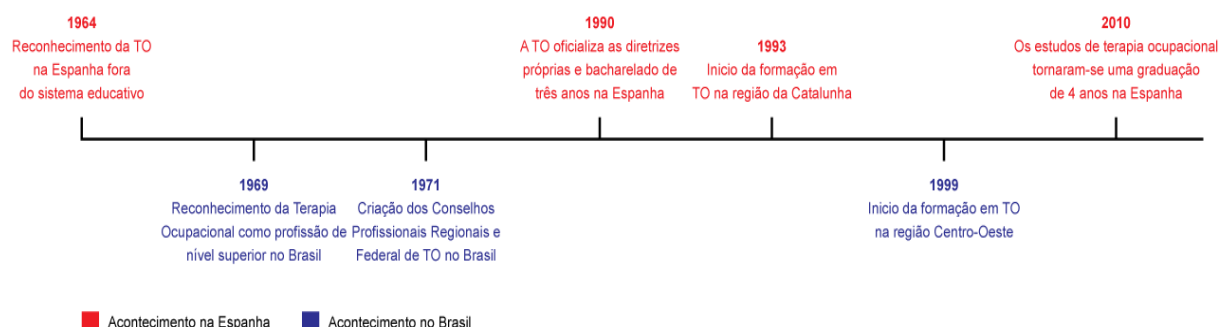 1964
Reconhecimento da TO
na Espanha fora
do sistema educativo
1990
A TO oficializa as diretrizes
próprias e bacharelado de
três anos na Espanha
1993
Inicio da formação em
TO na região da Catalunha
2010
Os estudos de terapia ocupacional
tornaram-se uma graduação
de 4 anos na Espanha
1969
Reconhecimento da Terapia
Ocupacional como profissão de
nível superior no Brasil
1971
Criação dos Conselhos
Profissionais Regionais e
Federal de TO no Brasil
1999
Inicio da formação em TO
na região Centro-Oeste
Acontecimento na Espanha
Acontecimento no Brasil